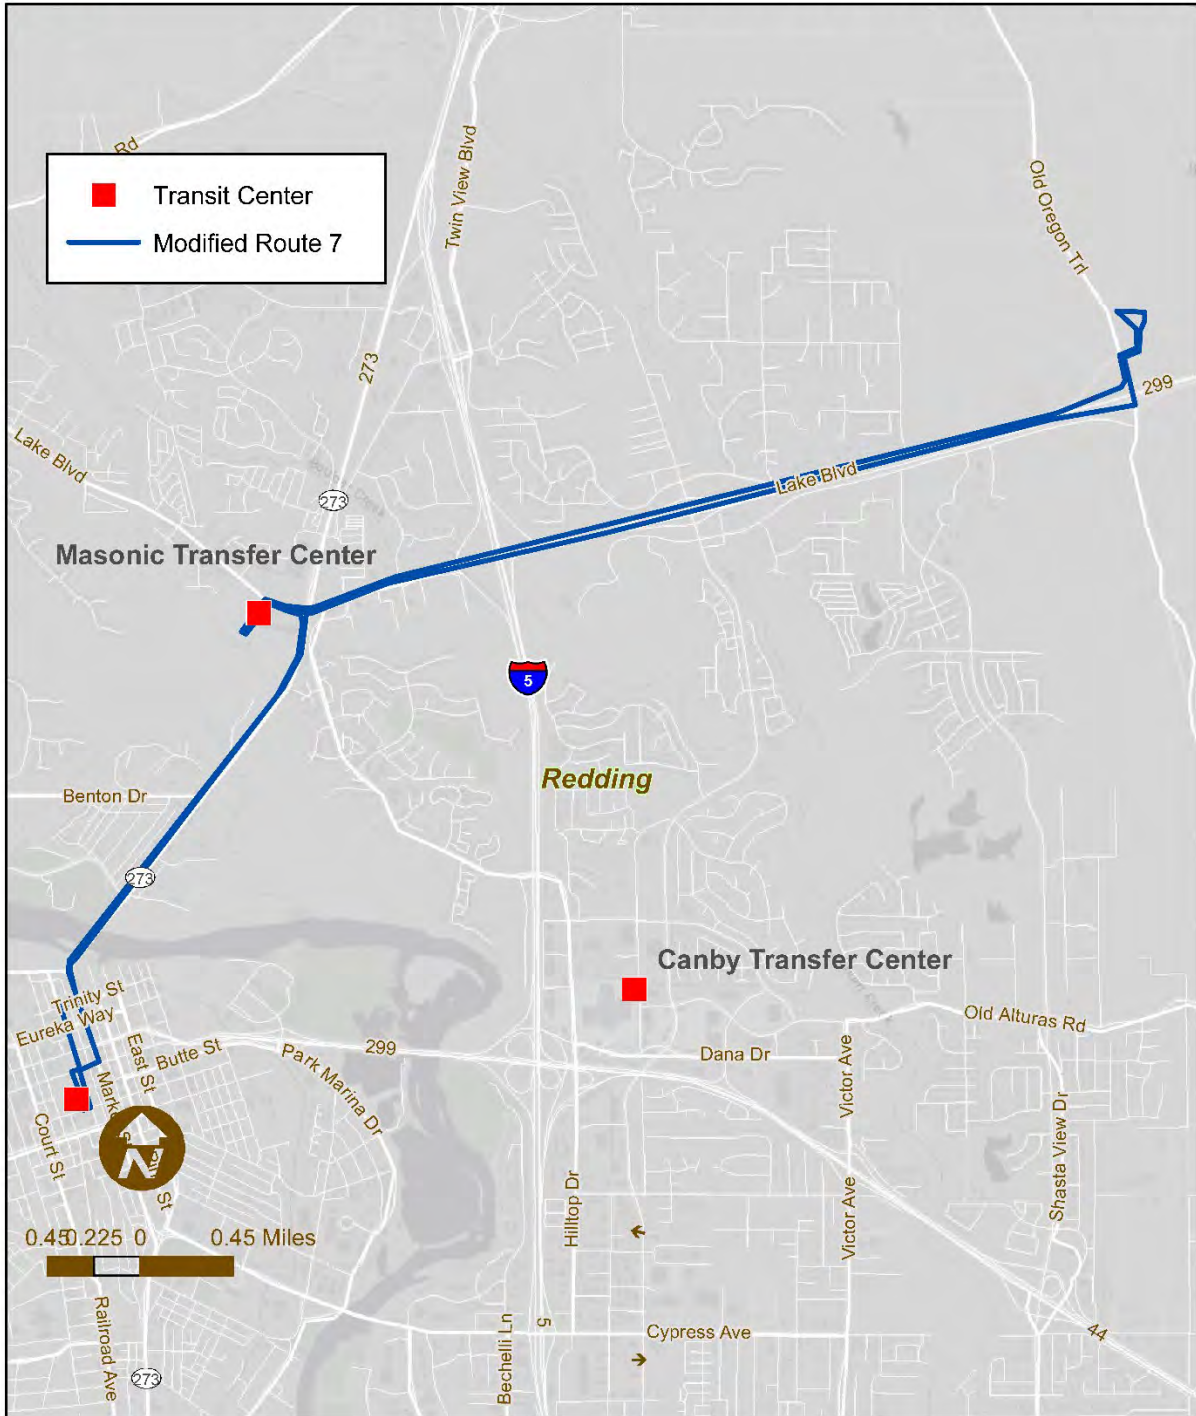 Rd
Transit Center
Modified Route 7
Twin View Blvd
Old Oregon Trl
273
299
Lake Blvd
Lake Blvd
273
Masonic Transfer Center
5
Redding
Benton Dr
273
Canby Transfer Center
Trinity St
Eureka Way
Old Alturas Rd
East St
Butte St
299
Park Marina Dr
Dana Dr
Victor Ave
Court St
N
St
Shasta View Dr
Hilltop Dr
Victor Ave
0.45 0.225 0 0.45 Miles
Railroad Ave
Bechelli Ln
5
Cypress Ave
44
273